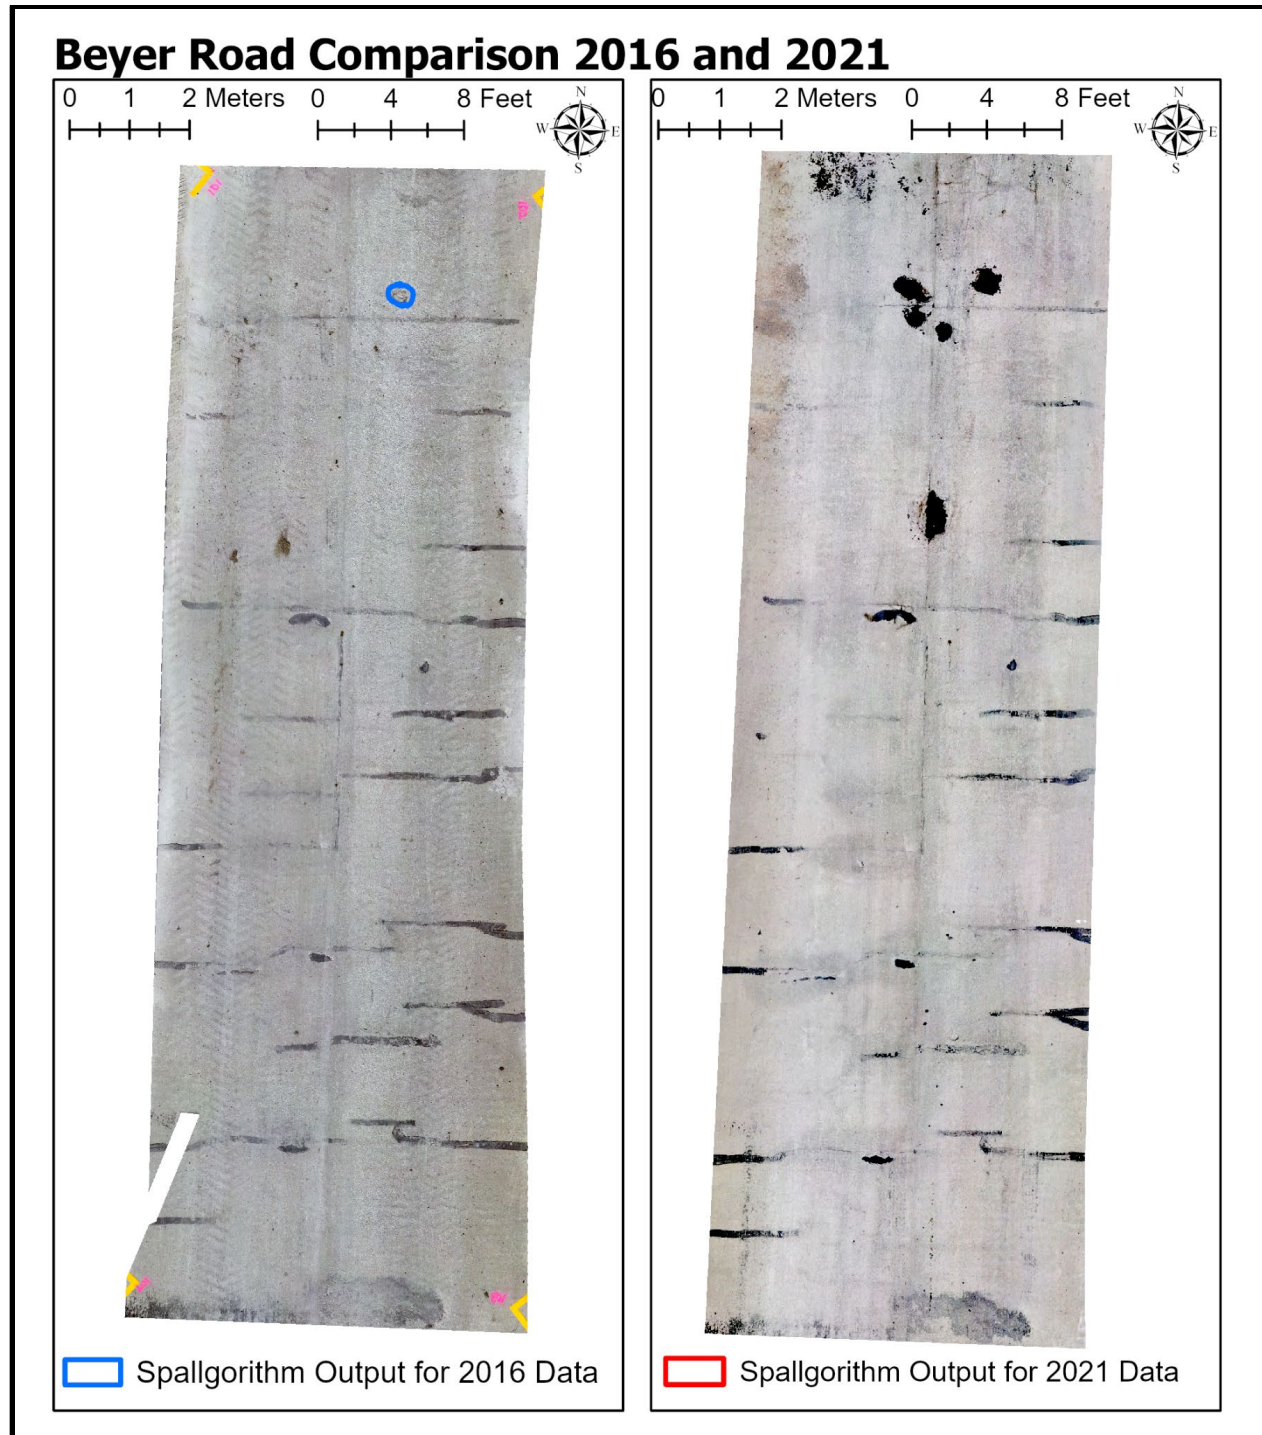 Beyer Road Comparison 2016 and 2021
0 1 2 Meters 0 4 8 Feet
N
W E
S
Spallgorithm Output for 2016 Data
0 1 2 Meters 0 4 8 Feet
N
W E
S
Spallgorithm Output for 2021 Data